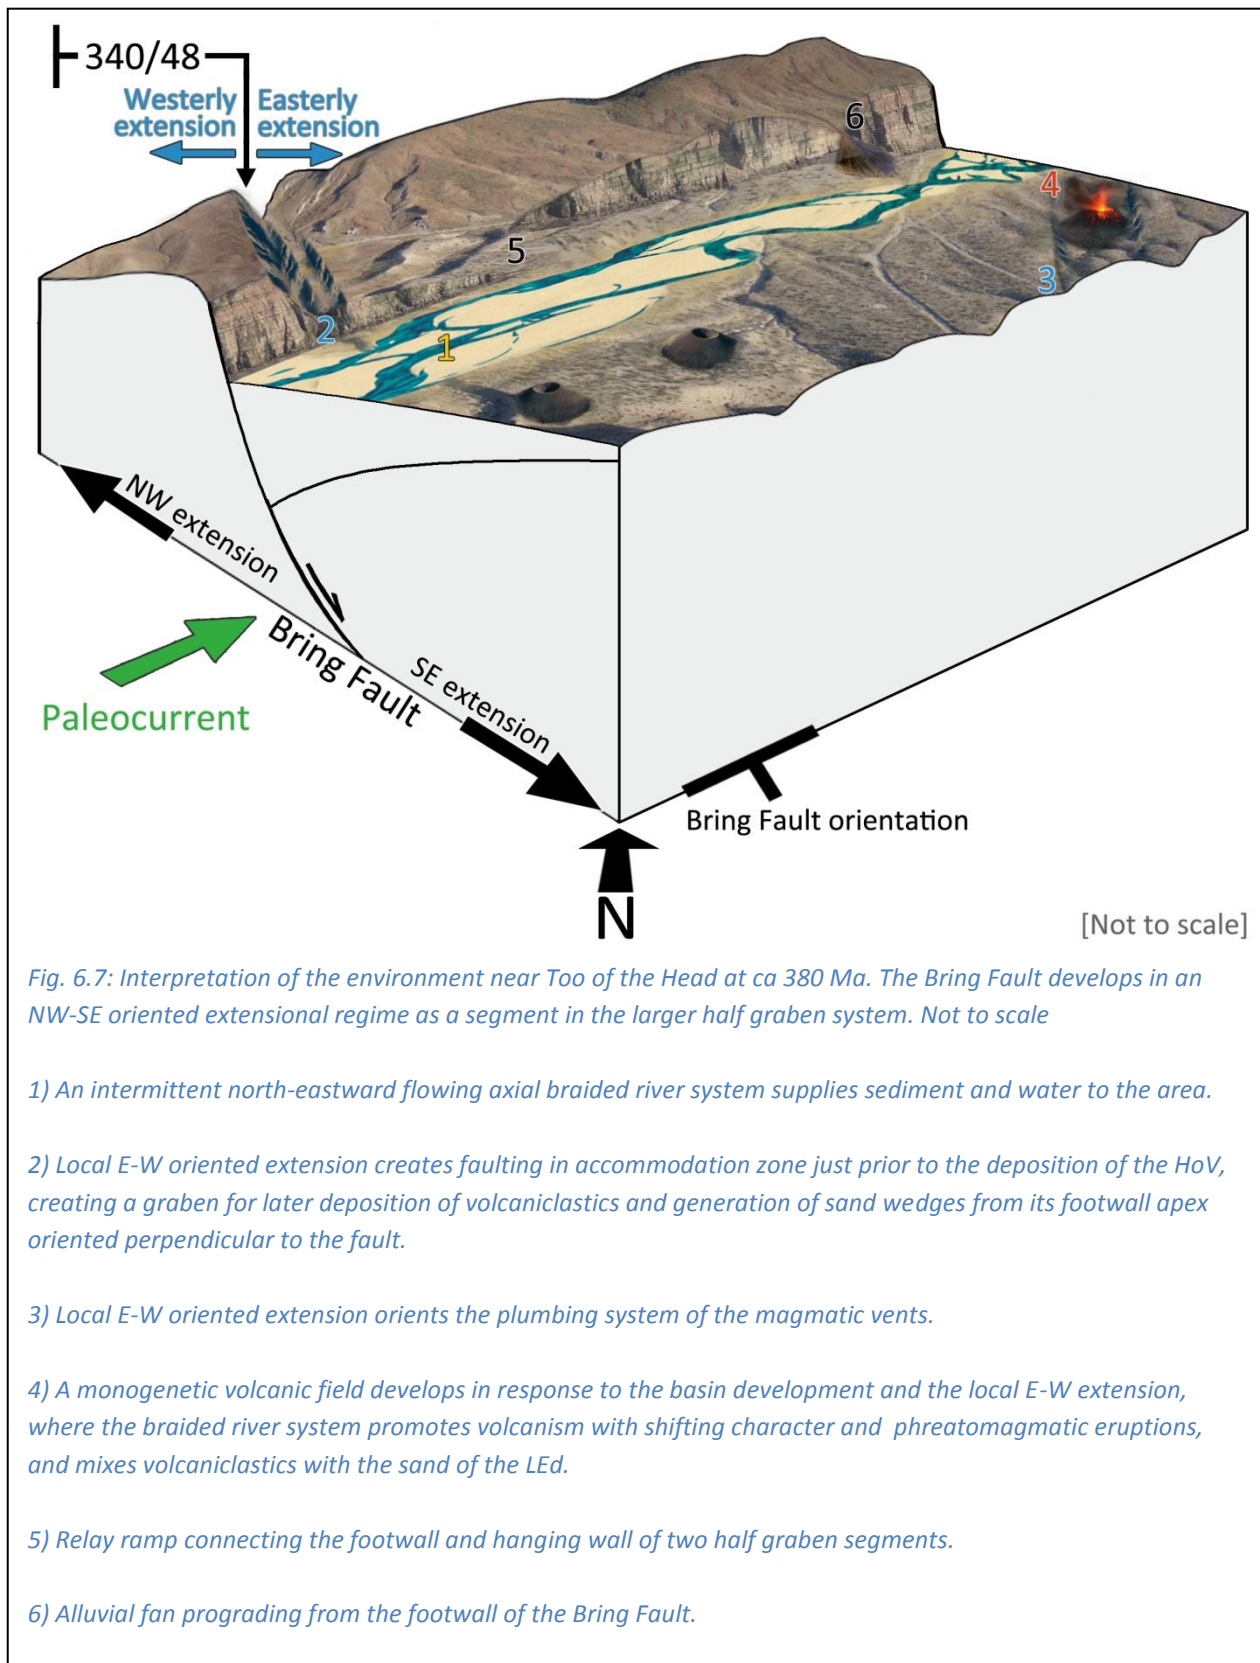 340/48
Westerly extension
Easterly extension
6
4
5
3
2
1
NW extension
Bring Fault
SE extension
Paleocurrent
Bring Fault orientation
N
[Not to scale]
Fig. 6.7: Interpretation of the environment near Too of the Head at ca 380 Ma. The Bring Fault develops in an
NW-SE oriented extensional regime as a segment in the larger half graben system. Not to scale
1) An intermittent north-eastward flowing axial braided river system supplies sediment and water to the area.
2) Local E-W oriented extension creates faulting in accommodation zone just prior to the deposition of the HoV,
creating a graben for later deposition of volcaniclastics and generation of sand wedges from its footwall apex
oriented perpendicular to the fault.
3) Local E-W oriented extension orients the plumbing system of the magmatic vents.
4) A monogenetic volcanic field develops in response to the basin development and the local E-W extension,
where the braided river system promotes volcanism with shifting character and phreatomagmatic eruptions,
and mixes volcaniclastics with the sand of the LEd.
5) Relay ramp connecting the footwall and hanging wall of two half graben segments.
6) Alluvial fan prograding from the footwall of the Bring Fault.